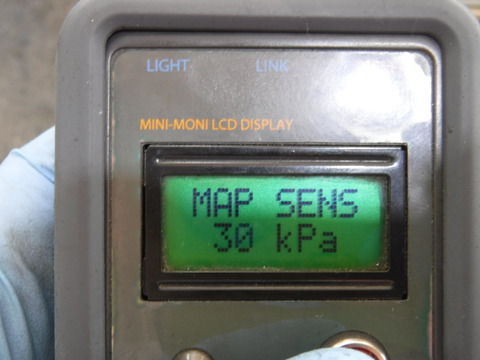 LIGHT LINK
MINI-MONI LCD DISPLAY
MAP SENS
30 kPa